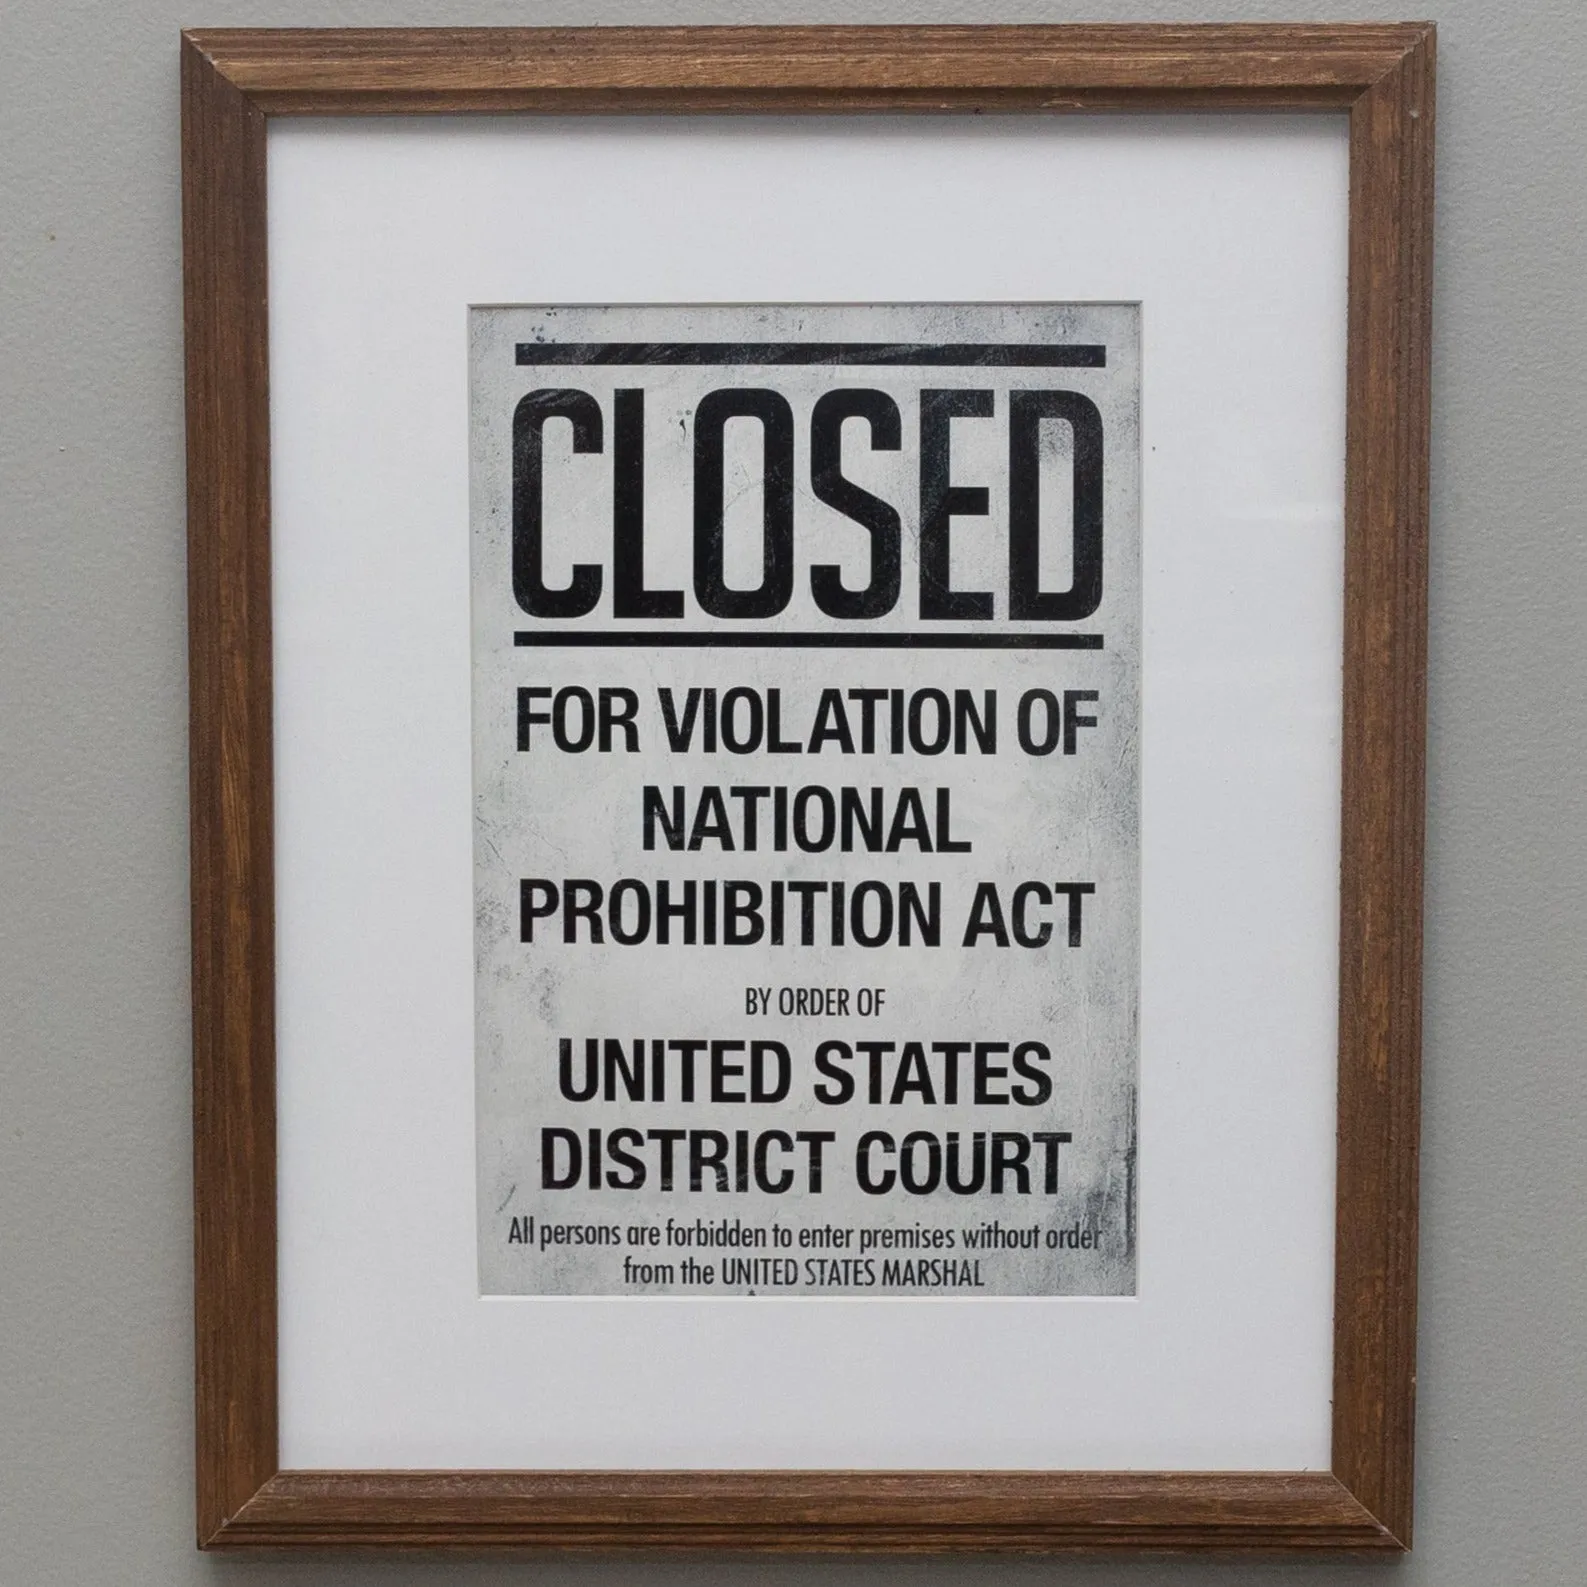 CLOSED
FOR VIOLATION OF
NATIONAL
PROHIBITION ACT
BY ORDER OF
UNITED STATES
DISTRICT COURT
All persons are forbidden to enter premises without order
from the UNITED STATES MARSHAL